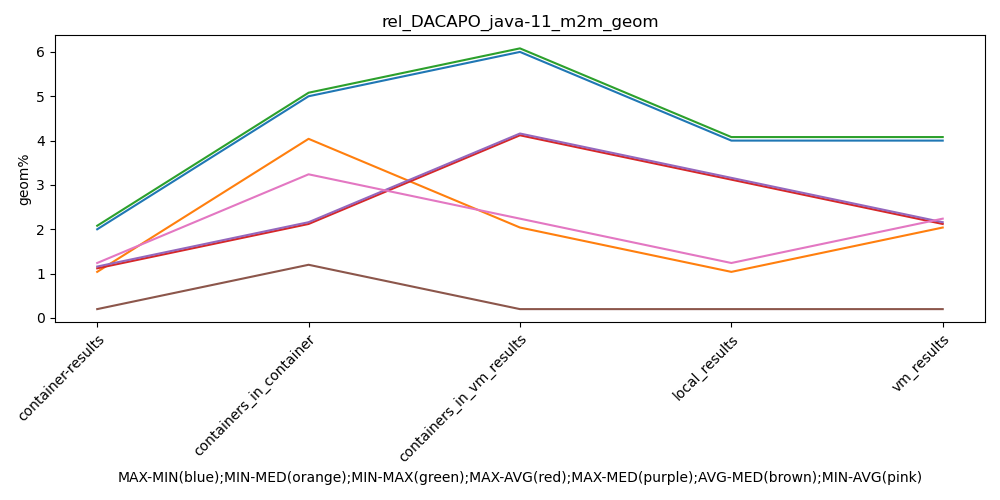 rel_DACAPO_java-11_m2m_geom
geom%
6
5
4
3
2
1
0
container-results
containers_in_container
containers_in_vm_results
local_results
vm_results
MAX-MIN(blue);MIN-MED(orange);MIN-MAX(green);MAX-AVG(red);MAX-MED(purple);AVG-MED(brown);MIN-AVG(pink)